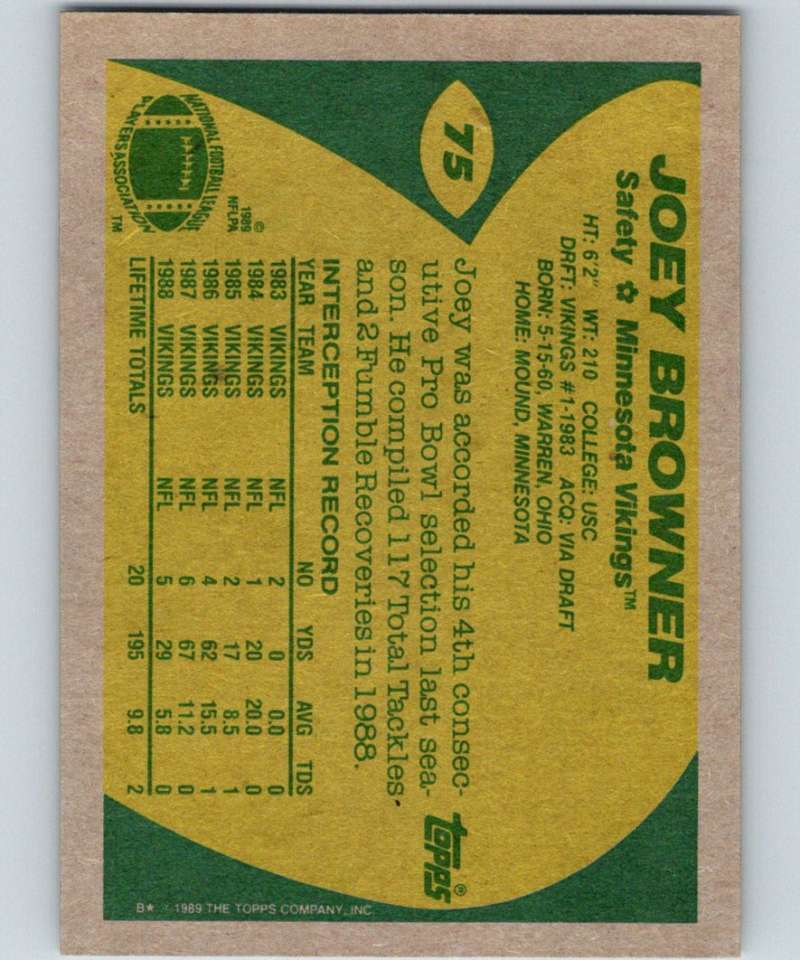 75
JOEY BROWNER
Safety ✿ Minnesota Vikings™
HT: 6'2" WT: 210 COLLEGE: USC
DRFT: VIKINGS #1-1983 ACQ: VIA DRAFT
BORN: 5-15-60, WARREN, OHIO
HOME: MOUND, MINNESOTA
Joey was accorded his 4th consec-
utive Pro Bowl selection last sea-
son. He compiled 117 Total Tackles
and 2 Fumble Recoveries in 1988.
topps®
INTERCEPTION RECORD
YEAR TEAM NO YDS AVG TDS
1983 VIKINGS NFL 2 0 0.0 0
1984 VIKINGS NFL 1 20 20.0 0
1985 VIKINGS NFL 2 17 8.5 1
1986 VIKINGS NFL 4 62 15.5 1
1987 VIKINGS NFL 6 67 11.2 0
1988 VIKINGS NFL 5 29 5.8 0
LIFETIME TOTALS 20 195 9.8 2
©
1989
NFLPA
NATIONAL FOOTBALL LEAGUE
PLAYERS ASSOCIATION
™
B★ © 1989 THE TOPPS COMPANY, INC.